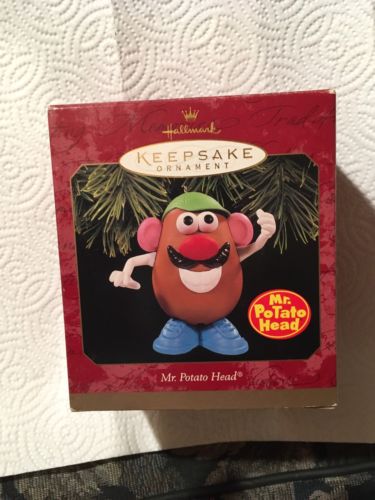 Hallmark
KEEPSAKE
ORNAMENT
Mr.
PoTaTo
Head
Mr. Potato Head®